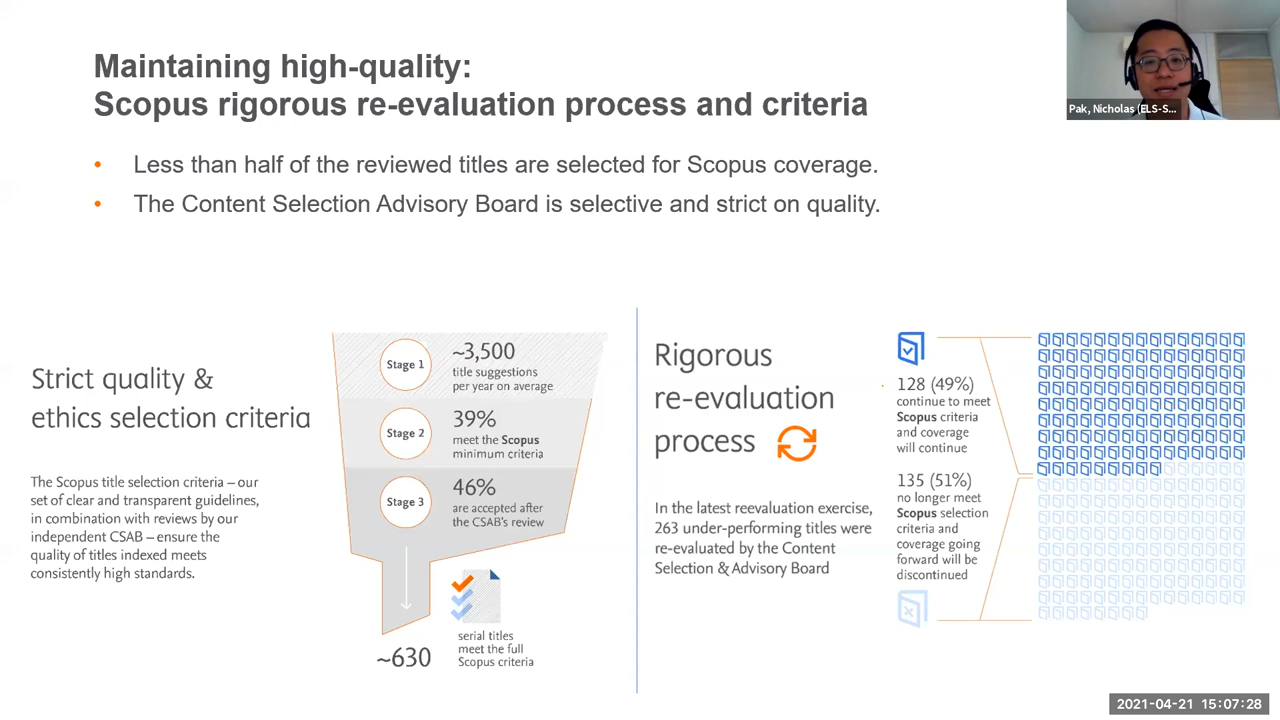 Maintaining high-quality:
Scopus rigorous re-evaluation process and criteria
• Less than half of the reviewed titles are selected for Scopus coverage.
• The Content Selection Advisory Board is selective and strict on quality.
Pak, Nicholas (ELS-S...
Strict quality &
ethics selection criteria
The Scopus title selection criteria – our
set of clear and transparent guidelines,
in combination with reviews by our
independent CSAB – ensure the
quality of titles indexed meets
consistently high standards.
Stage 1
~3,500
title suggestions
per year on average
Stage 2
39%
meet the Scopus
minimum criteria
Stage 3
46%
are accepted after
the CSAB's review
~630
serial titles
meet the full
Scopus criteria
Rigorous
re-evaluation
process
In the latest reevaluation exercise,
263 under-performing titles were
re-evaluated by the Content
Selection & Advisory Board
128 (49%)
continue to meet
Scopus criteria
and coverage
will continue
135 (51%)
no longer meet
Scopus selection
criteria and
coverage going
forward will be
discontinued
2021-04-21 15:07:28